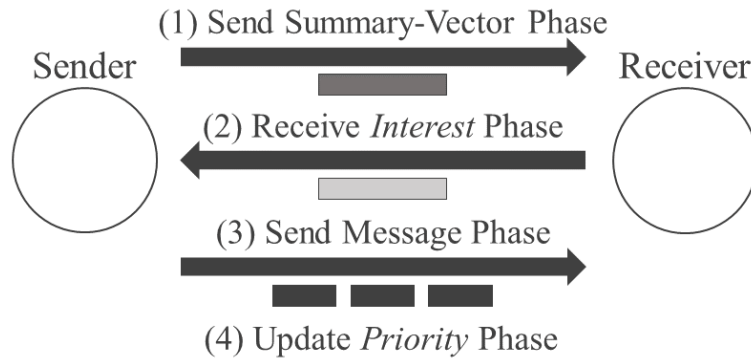 (1) Send Summary-Vector Phase
Sender
Receiver
(2) Receive Interest Phase
(3) Send Message Phase
(4) Update Priority Phase